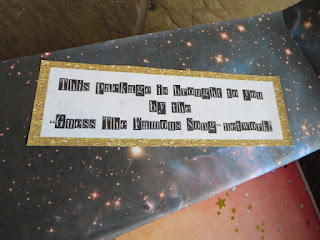 This package is brought to you
by the
"Guess The Famous Song" network!